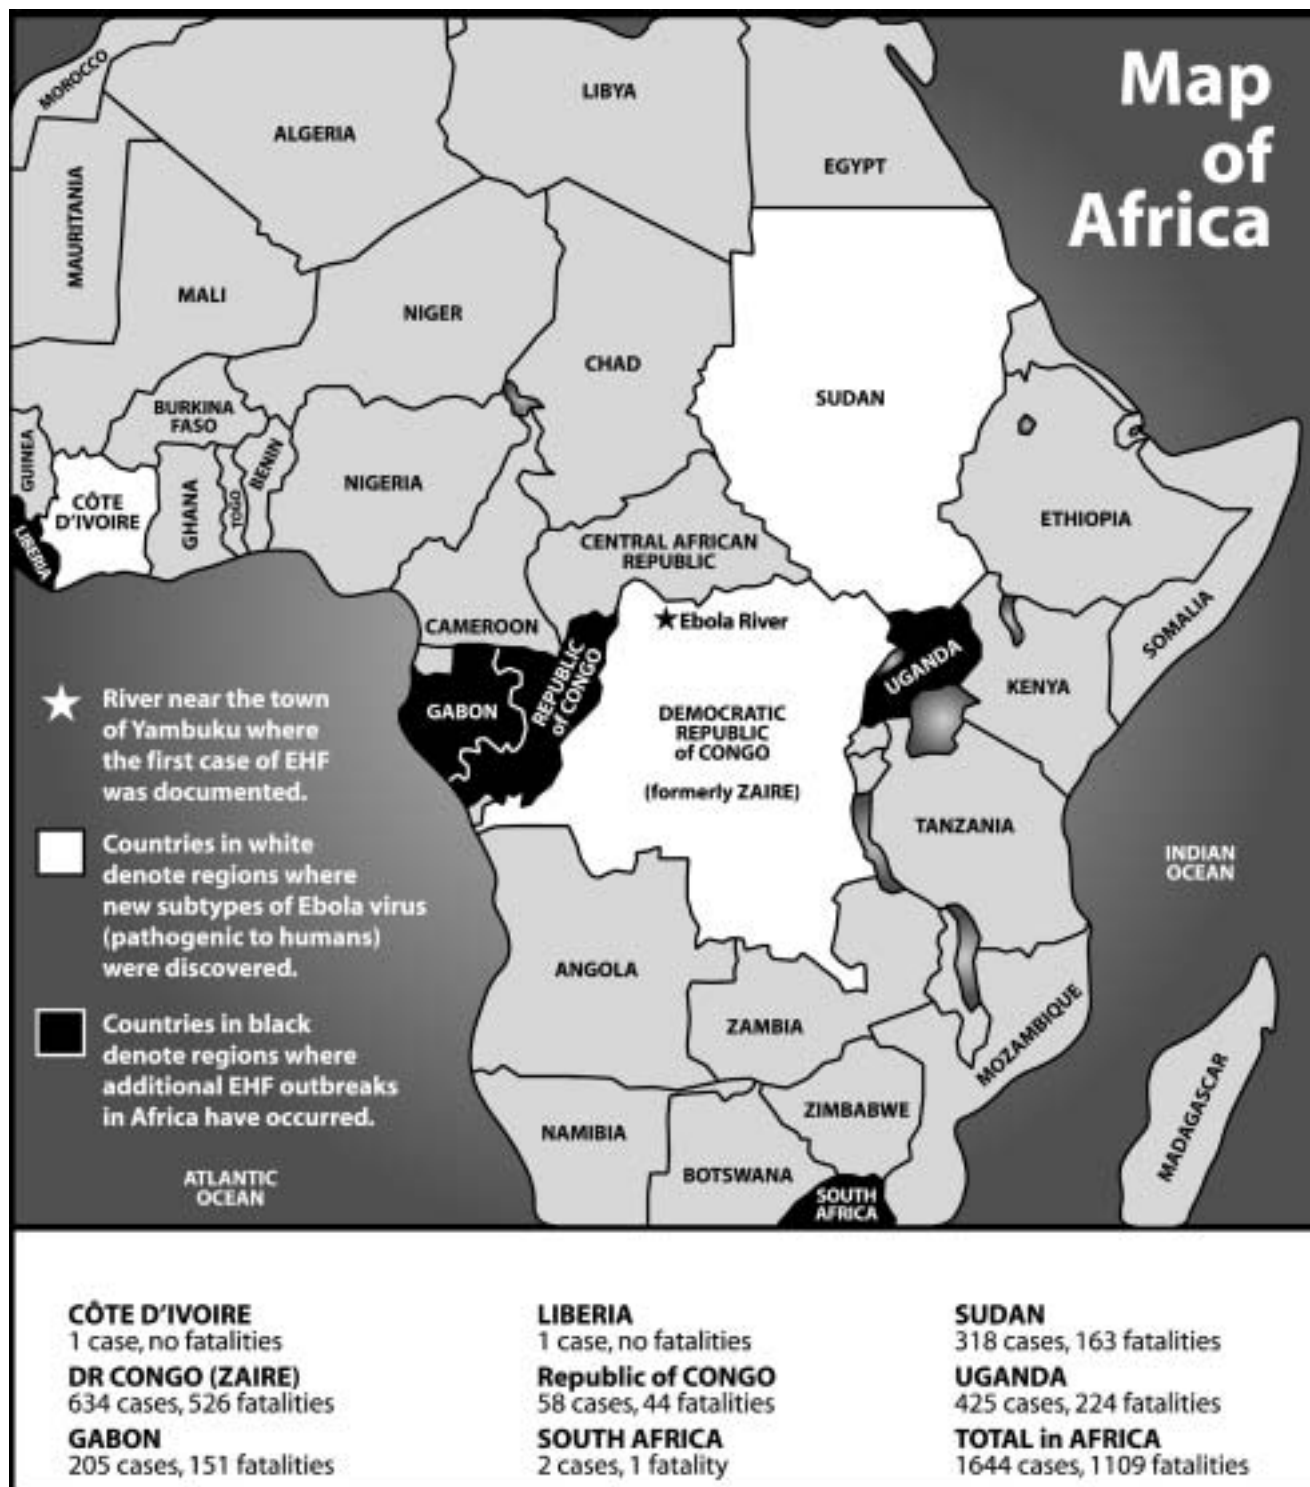 Map
of
Africa
MOROCCO
ALGERIA
LIBYA
EGYPT
MAURITANIA
MALI
NIGER
CHAD
SUDAN
BURKINA
FASO
GUINEA
CÔTE
D'IVOIRE
GHANA
TOGO
BENIN
NIGERIA
LIBERIA
CENTRAL AFRICAN
REPUBLIC
ETHIOPIA
SOMALIA
CAMEROON
Ebola River
UGANDA
KENYA
GABON
REPUBLIC
of CONGO
DEMOCRATIC
REPUBLIC
of CONGO
(formerly ZAIRE)
TANZANIA
INDIAN
OCEAN
ANGOLA
ZAMBIA
MOZAMBIQUE
MADAGASCAR
ZIMBABWE
NAMIBIA
BOTSWANA
SOUTH
AFRICA
River near the town
of Yambuku where
the first case of EHF
was documented.
Countries in white
denote regions where
new subtypes of Ebola virus
(pathogenic to humans)
were discovered.
Countries in black
denote regions where
additional EHF outbreaks
in Africa have occurred.
ATLANTIC
OCEAN
CÔTE D'IVOIRE
1 case, no fatalities
DR CONGO (ZAIRE)
634 cases, 526 fatalities
GABON
205 cases, 151 fatalities
LIBERIA
1 case, no fatalities
Republic of CONGO
58 cases, 44 fatalities
SOUTH AFRICA
2 cases, 1 fatality
SUDAN
318 cases, 163 fatalities
UGANDA
425 cases, 224 fatalities
TOTAL in AFRICA
1644 cases, 1109 fatalities